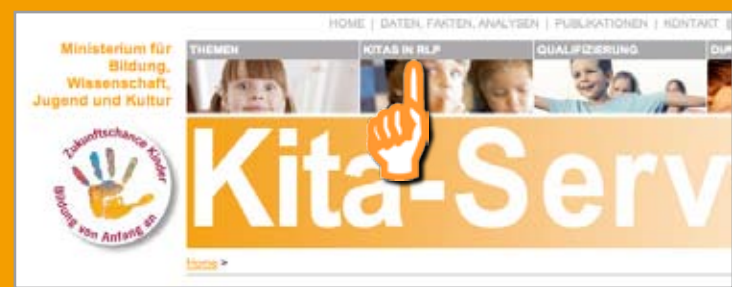 HOME | DATEN, FAKTEN, ANALYSEN | PUBLIKATIONEN | KONTAKT |
Ministerium für
Bildung,
Wissenschaft,
Jugend und Kultur
THEMEN
KITAS IN RLP
QUALIFIZIERUNG
Zukunftschance Kinder
Bildung von Anfang an
Kita-Serv
Home >